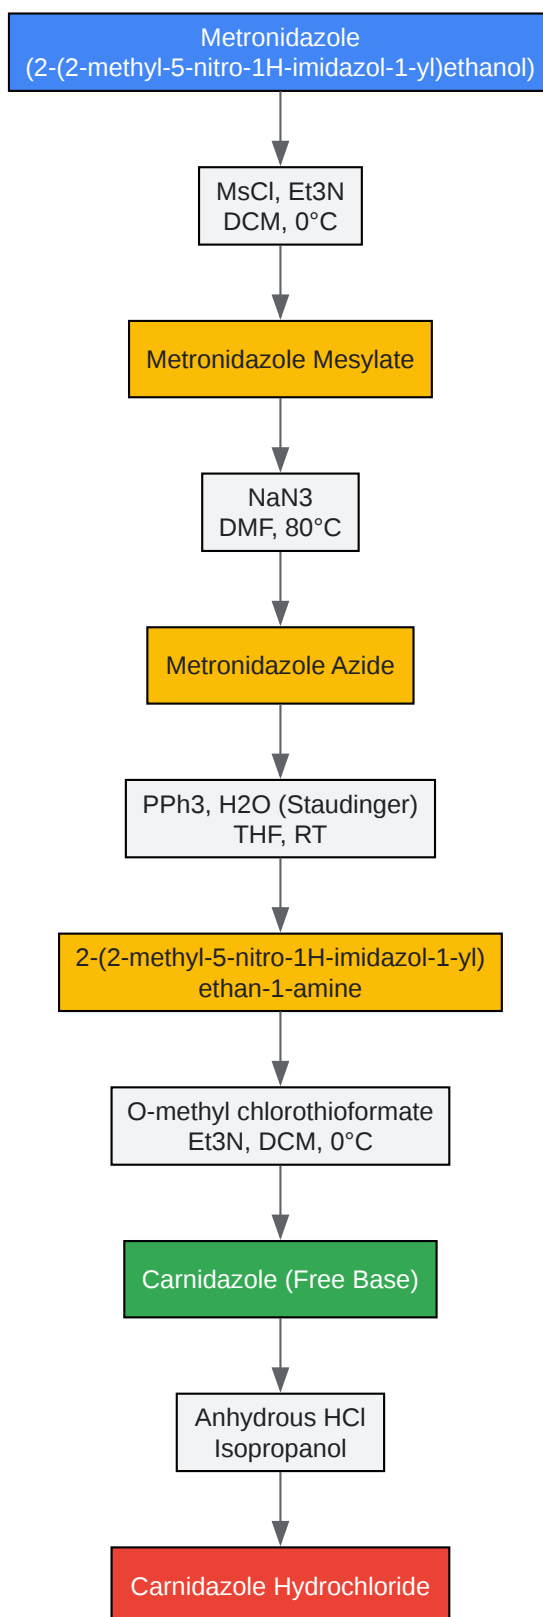 Metronidazole
(2-(2-methyl-5-nitro-1H-imidazol-1-yl)ethanol)
MsCl, Et3N
DCM, 0°C
Metronidazole Mesylate
NaN3
DMF, 80°C
Metronidazole Azide
PPh3, H2O (Staudinger)
THF, RT
2-(2-methyl-5-nitro-1H-imidazol-1-yl)
ethan-1-amine
O-methyl chlorothioformate
Et3N, DCM, 0°C
Carnidazole (Free Base)
Anhydrous HCl
Isopropanol
Carnidazole Hydrochloride